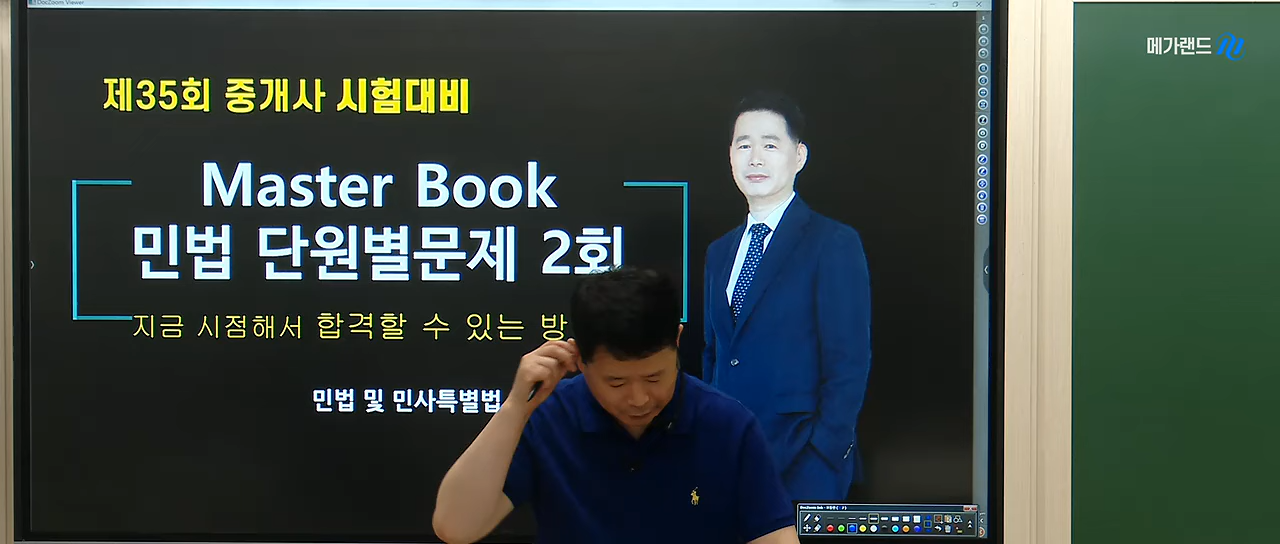 DocZoom Viewer
메가랜드
제35회 중개사 시험대비
Master Book
민법 단원별문제 2회
지금 시점해서 합격할 수 있는 방
민법 및 민사특별법